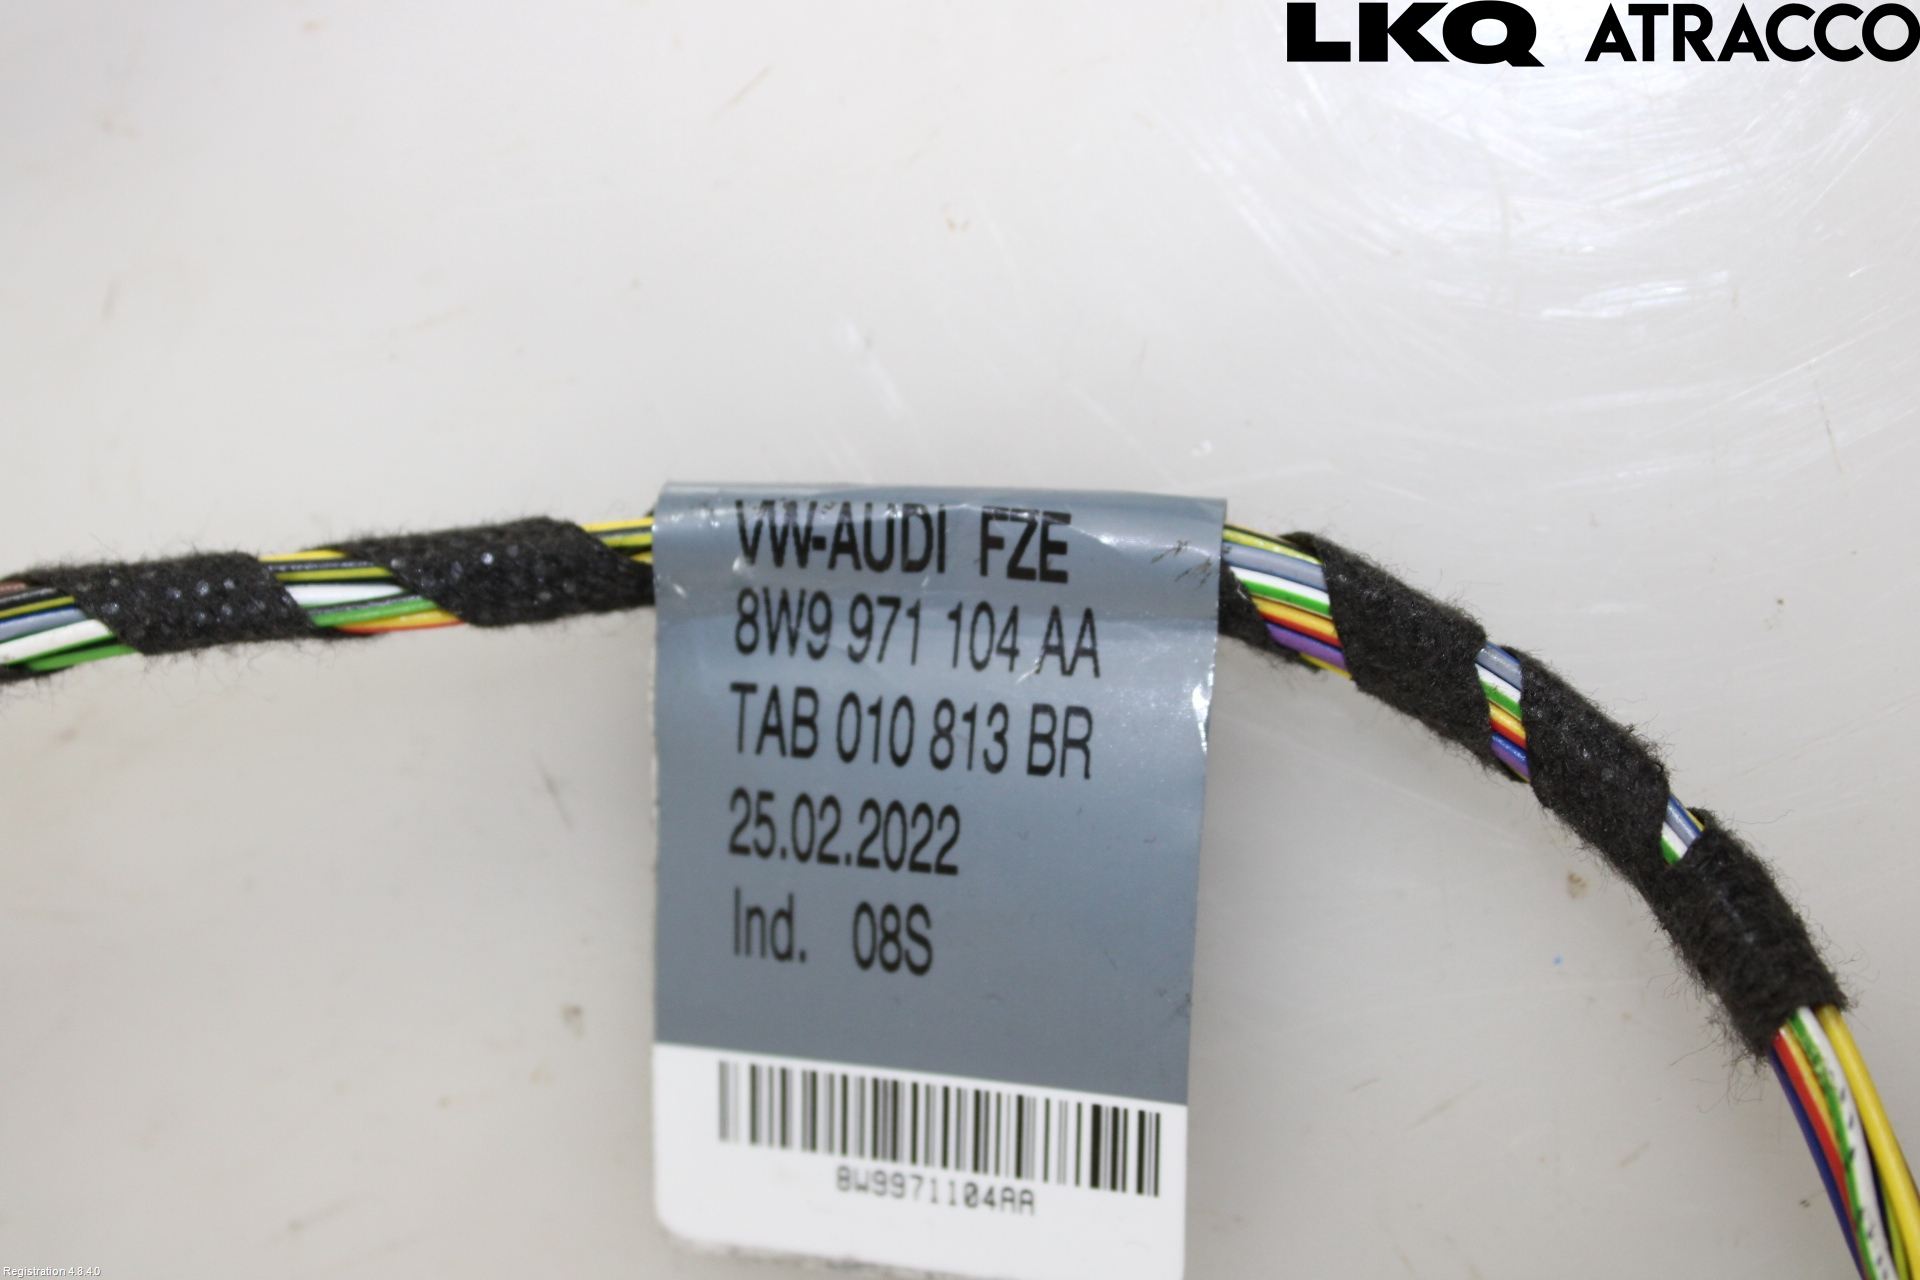 LKQ ATRACCO
VW-AUDI FZE
8W9 971 104 AA
TAB 010 813 BR
25.02.2022
Ind. 08S
8W9971104AA
Registration 4.8.4.0